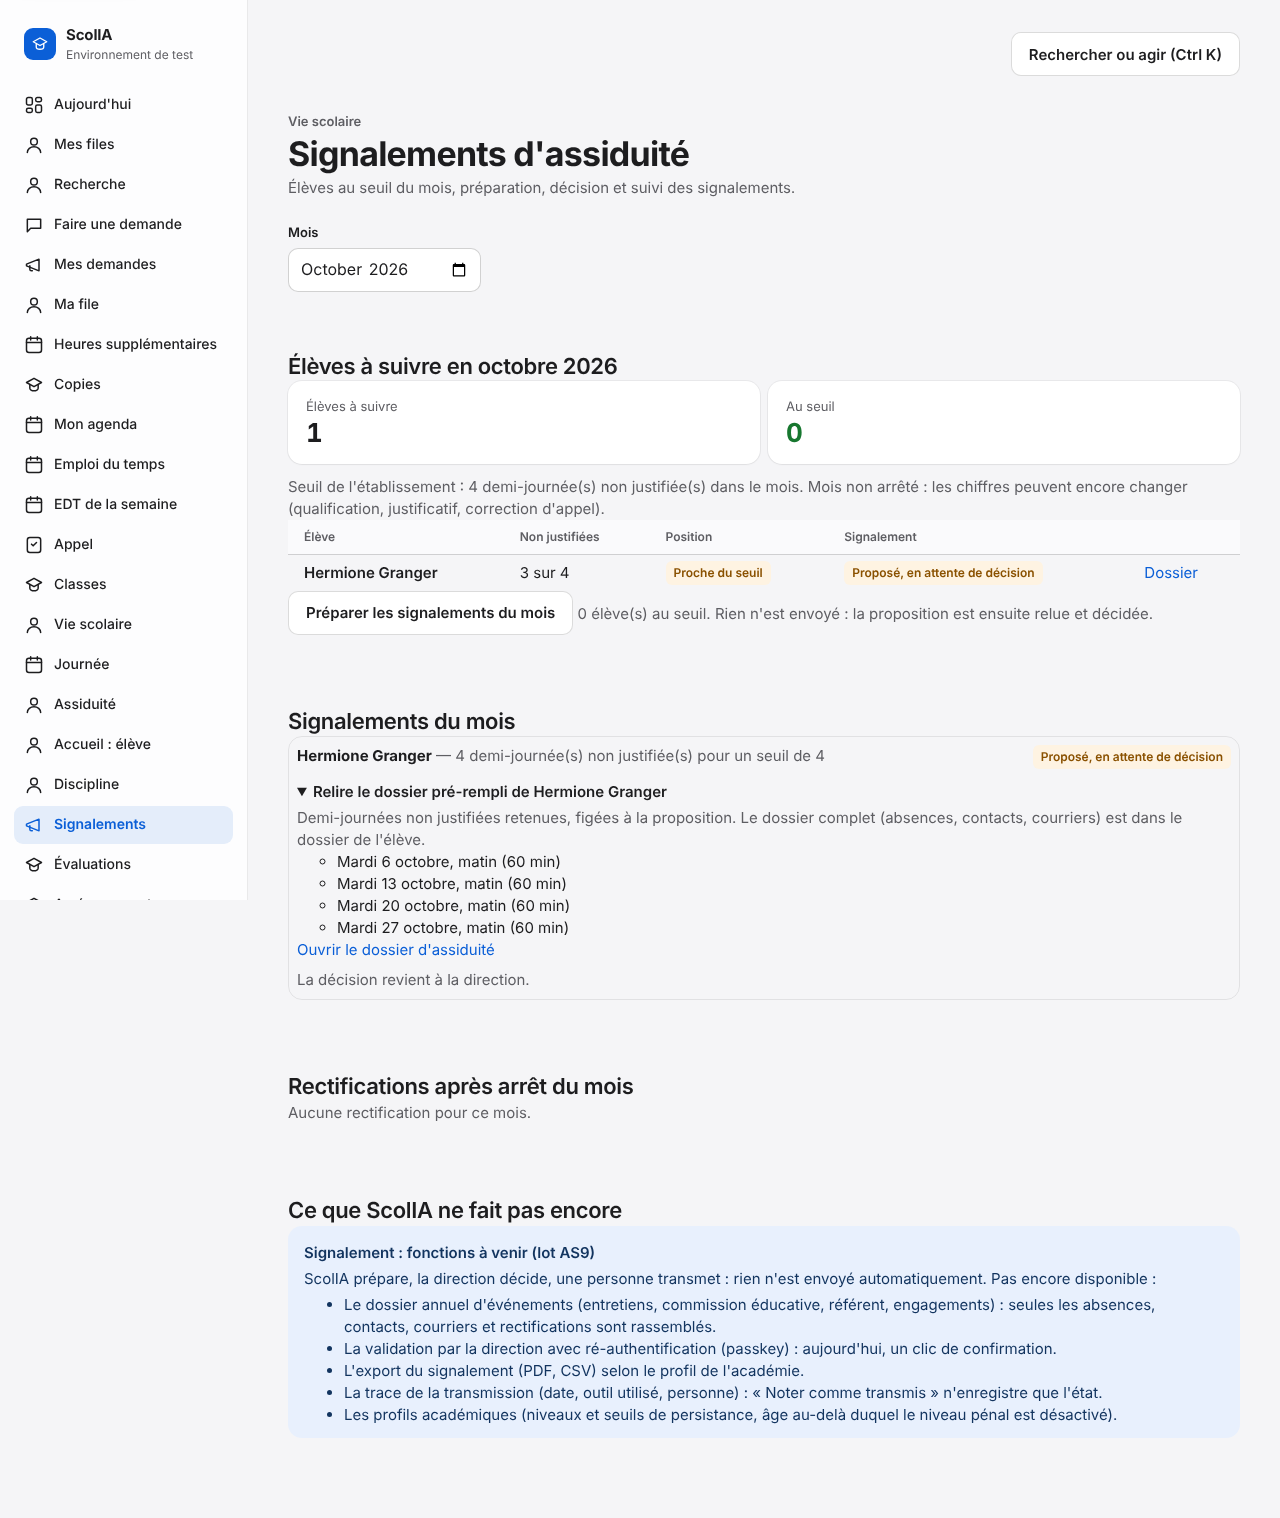 ScolIA
Environnement de test
Aujourd'hui
Mes files
Recherche
Faire une demande
Mes demandes
Ma file
Heures supplémentaires
Copies
Mon agenda
Emploi du temps
EDT de la semaine
Appel
Classes
Vie scolaire
Journée
Assiduité
Accueil : élève
Discipline
Signalements
Évaluations
Rechercher ou agir (Ctrl K)
Vie scolaire
Signalements d'assiduité
Élèves au seuil du mois, préparation, décision et suivi des signalements.
Mois
October 2026
Élèves à suivre en octobre 2026
Élèves à suivre
1
Au seuil
0
Seuil de l'établissement : 4 demi-journée(s) non justifiée(s) dans le mois. Mois non arrêté : les chiffres peuvent encore changer
(qualification, justificatif, correction d'appel).
Élève Non justifiées Position Signalement
Hermione Granger 3 sur 4 Proche du seuil Proposé, en attente de décision Dossier
Préparer les signalements du mois 0 élève(s) au seuil. Rien n'est envoyé : la proposition est ensuite relue et décidée.
Signalements du mois
Hermione Granger — 4 demi-journée(s) non justifiée(s) pour un seuil de 4 Proposé, en attente de décision
▼ Relire le dossier pré-rempli de Hermione Granger
Demi-journées non justifiées retenues, figées à la proposition. Le dossier complet (absences, contacts, courriers) est dans le
dossier de l'élève.
Mardi 6 octobre, matin (60 min)
Mardi 13 octobre, matin (60 min)
Mardi 20 octobre, matin (60 min)
Mardi 27 octobre, matin (60 min)
Ouvrir le dossier d'assiduité
La décision revient à la direction.
Rectifications après arrêt du mois
Aucune rectification pour ce mois.
Ce que ScolIA ne fait pas encore
Signalement : fonctions à venir (lot AS9)
ScolIA prépare, la direction décide, une personne transmet : rien n'est envoyé automatiquement. Pas encore disponible :
• Le dossier annuel d'événements (entretiens, commission éducative, référent, engagements) : seules les absences,
contacts, courriers et rectifications sont rassemblés.
• La validation par la direction avec ré-authentification (passkey) : aujourd'hui, un clic de confirmation.
• L'export du signalement (PDF, CSV) selon le profil de l'académie.
• La trace de la transmission (date, outil utilisé, personne) : « Noter comme transmis » n'enregistre que l'état.
• Les profils académiques (niveaux et seuils de persistance, âge au-delà duquel le niveau pénal est désactivé).